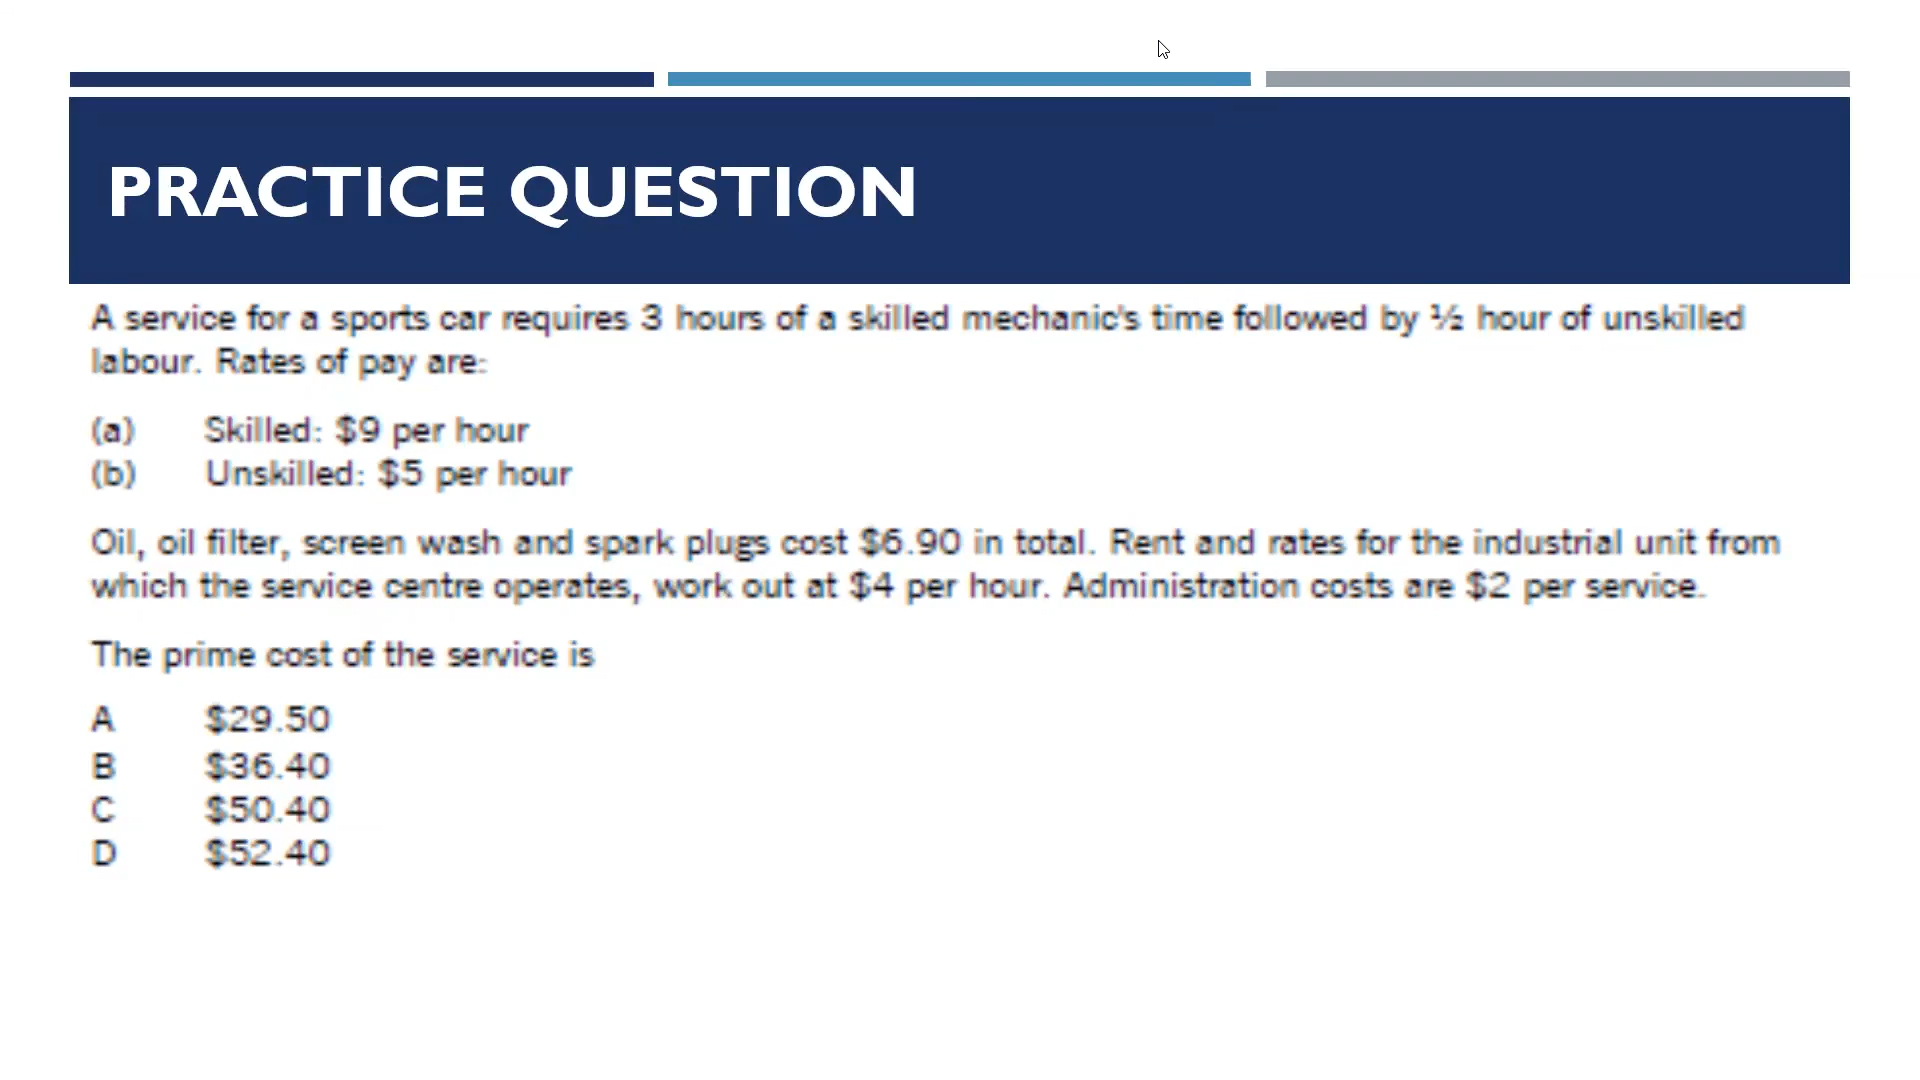 PRACTICE QUESTION
A service for a sports car requires 3 hours of a skilled mechanic's time followed by ½ hour of unskilled
labour. Rates of pay are:
(a) Skilled: $9 per hour
(b) Unskilled: $5 per hour
Oil, oil filter, screen wash and spark plugs cost $6.90 in total. Rent and rates for the industrial unit from
which the service centre operates, work out at $4 per hour. Administration costs are $2 per service.
The prime cost of the service is
A $29.50
B $36.40
C $50.40
D $52.40